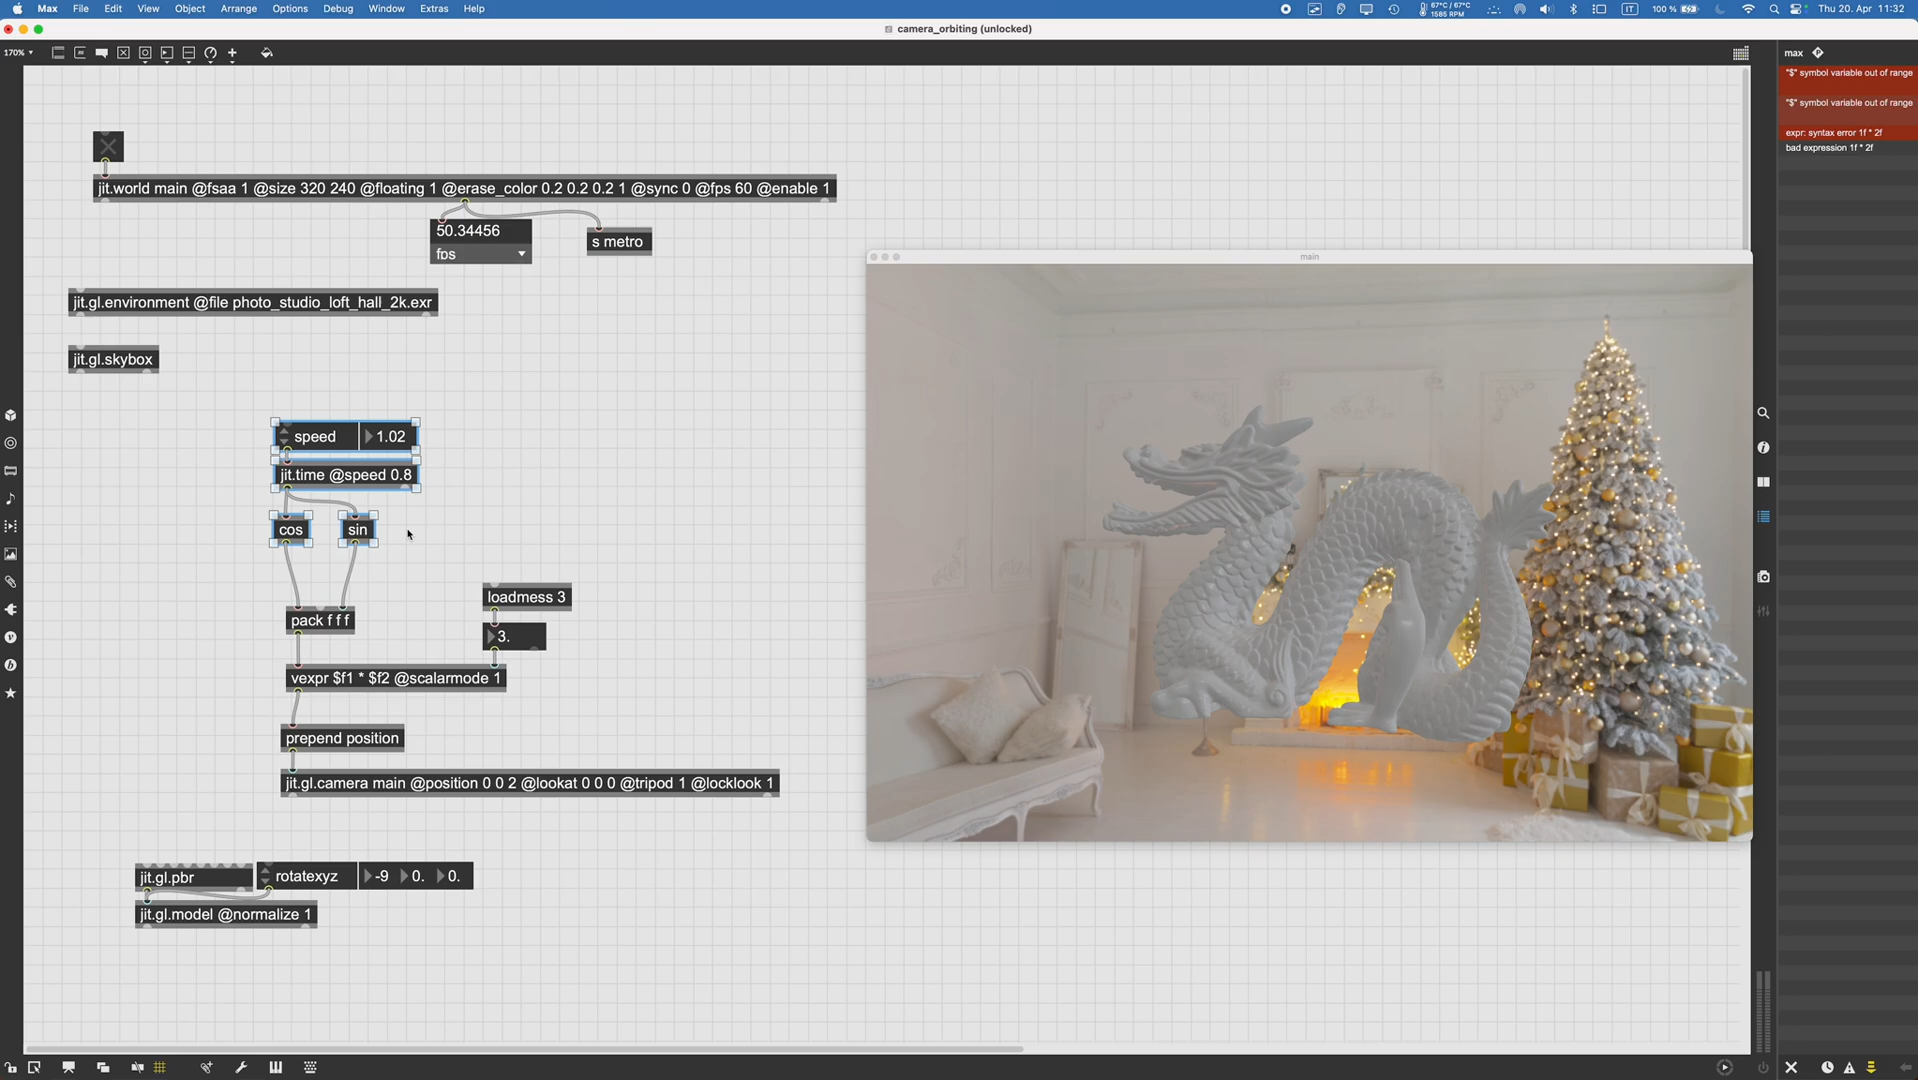 Max File Edit View Object Arrange Options Debug Window Extras Help
67°C / 67°C
1585 RPM
IT
100 %
Thu 20. Apr 11:32
camera_orbiting (unlocked)
170%
max
"$" symbol variable out of range
"$" symbol variable out of range
expr: syntax error 1f * 2f
bad expression 1f * 2f
jit.world main @fsaa 1 @size 320 240 @floating 1 @erase_color 0.2 0.2 0.2 1 @sync 0 @fps 60 @enable 1
50.34456
fps
s metro
main
jit.gl.environment @file photo_studio_loft_hall_2k.exr
jit.gl.skybox
speed 1.02
jit.time @speed 0.8
cos sin
loadmess 3
pack f f f
3.
vexpr $f1 * $f2 @scalarmode 1
prepend position
jit.gl.camera main @position 0 0 2 @lookat 0 0 0 @tripod 1 @locklook 1
jit.gl.pbr rotatexyz -9 0. 0.
jit.gl.model @normalize 1